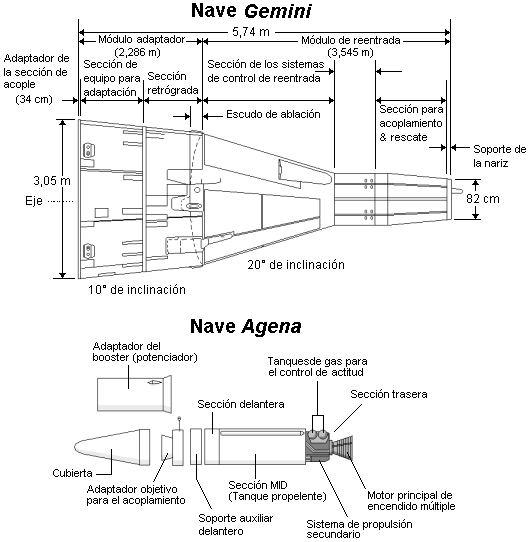 Nave Gemini
5,74 m
Módulo adaptador
(2,286 m)
Módulo de reentrada
(3,545 m)
Adaptador de
la sección de
acople
(34 cm)
Sección de
equipo para
adaptación
Sección
retrógrada
Sección de los sistemas
de control de reentrada
Escudo de ablación
Sección para
acoplamiento
& rescate
Soporte de
la nariz
3,05 m
Eje
82 cm
10° de inclinación
20° de inclinación
Nave Agena
Adaptador del
booster (potenciador)
Tanquesde gas para
el control de actitud
Sección trasera
Sección delantera
Cubierta
Adaptador objetivo
para el acoplamiento
Soporte auxiliar
delantero
Sección MID
(Tanque propelente)
Motor principal de
encendido múltiple
Sistema de propulsión
secundario